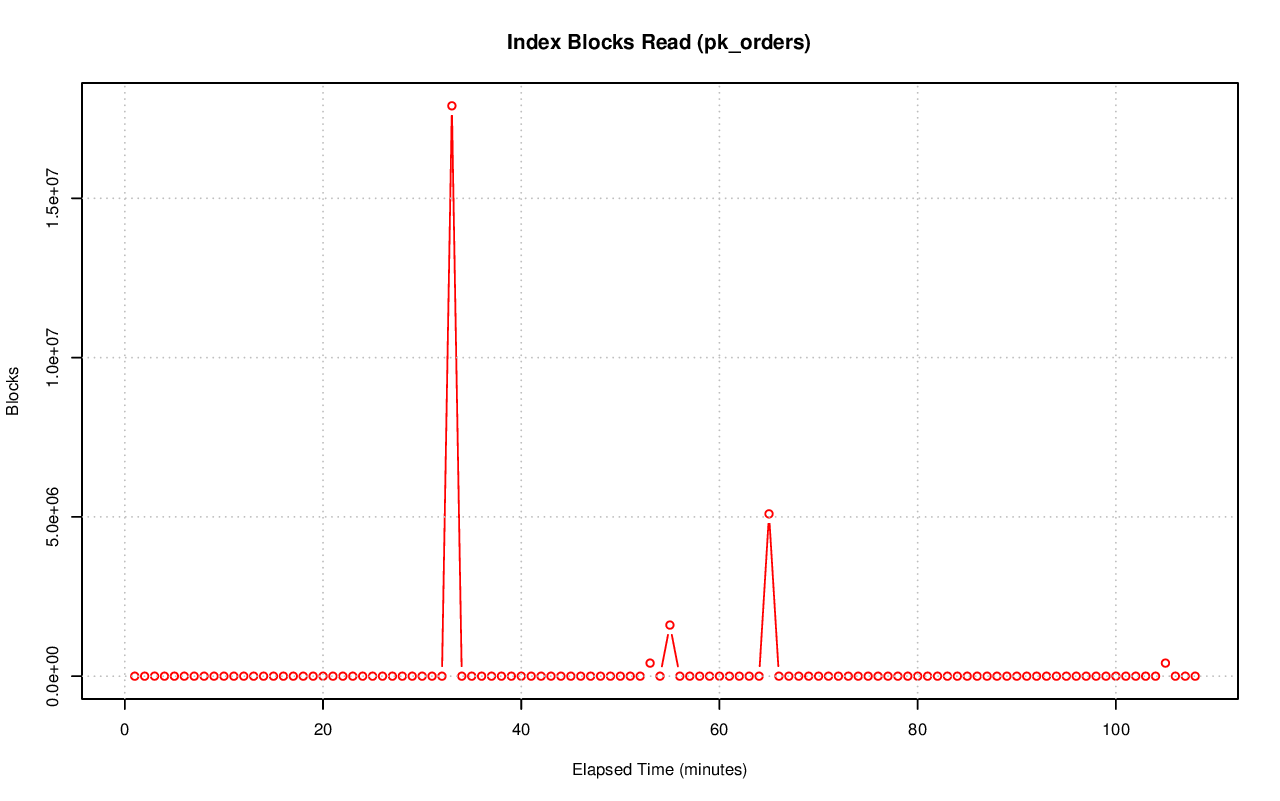 Index Blocks Read (pk_orders)
Blocks
1.5e+07
1.0e+07
5.0e+06
0.0e+00
0 20 40 60 80 100
Elapsed Time (minutes)